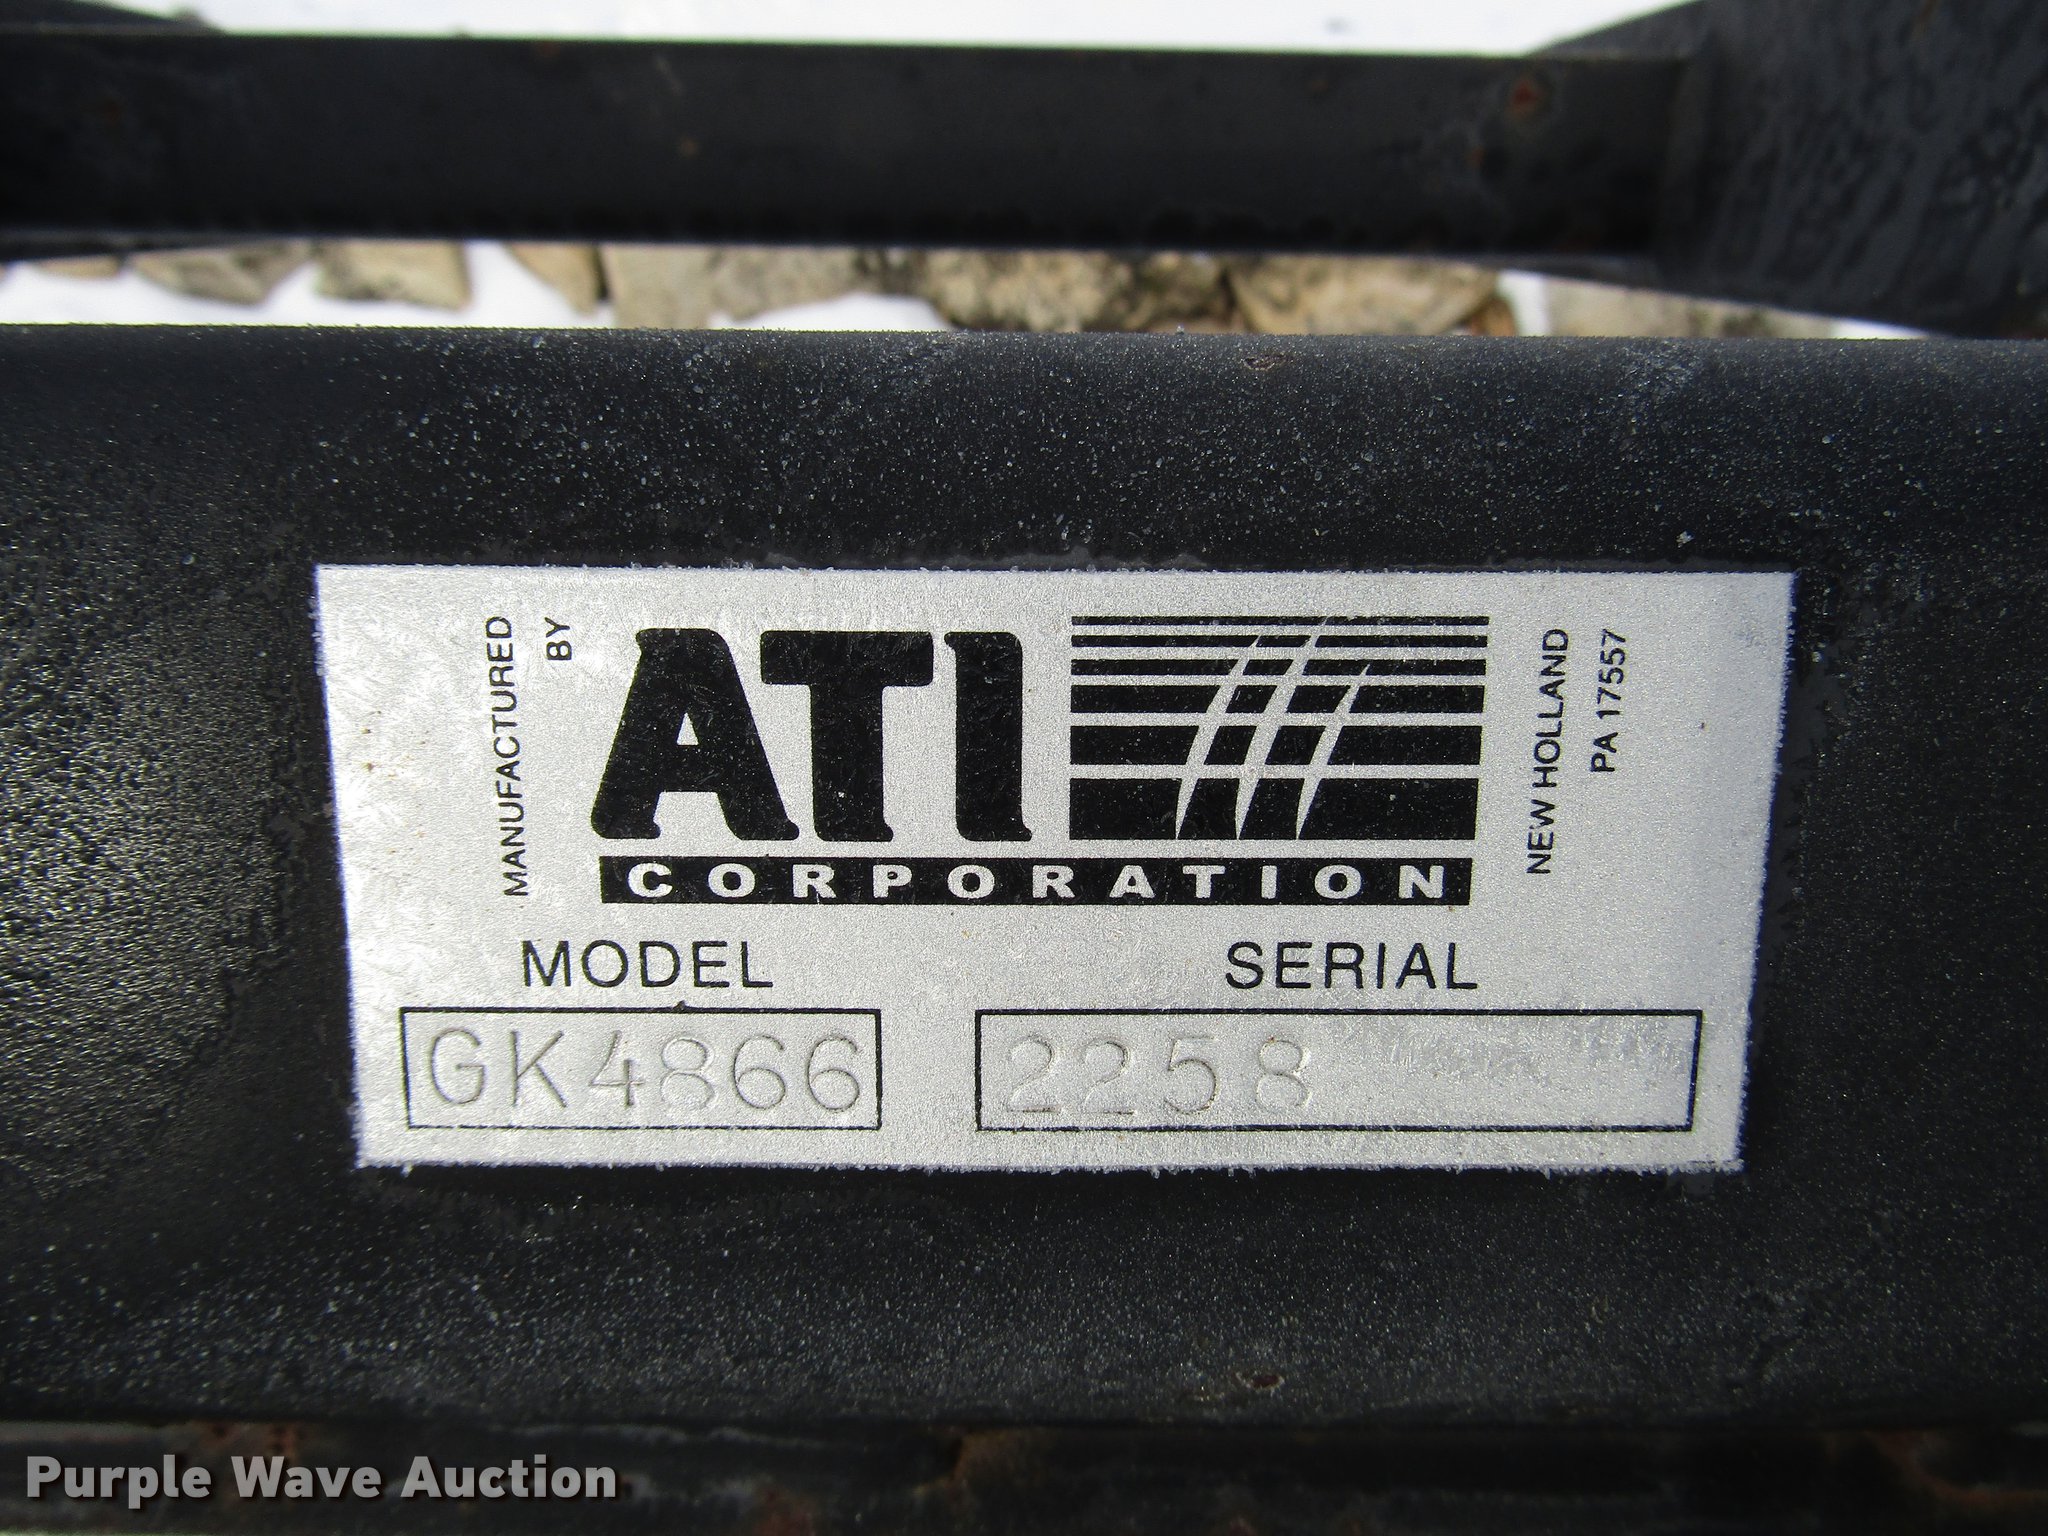 MANUFACTURED
BY
ATI
CORPORATION
NEW HOLLAND
PA 17557
MODEL SERIAL
GK4866 2258
Purple Wave Auction